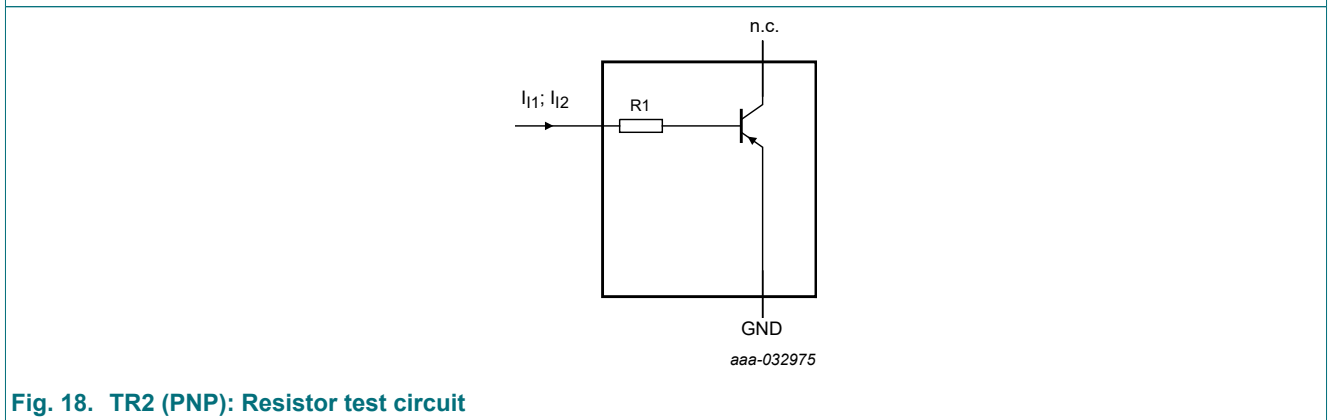 n.c.
I_I1; I_I2
R1
GND
aaa-032975
Fig. 18. TR2 (PNP): Resistor test circuit